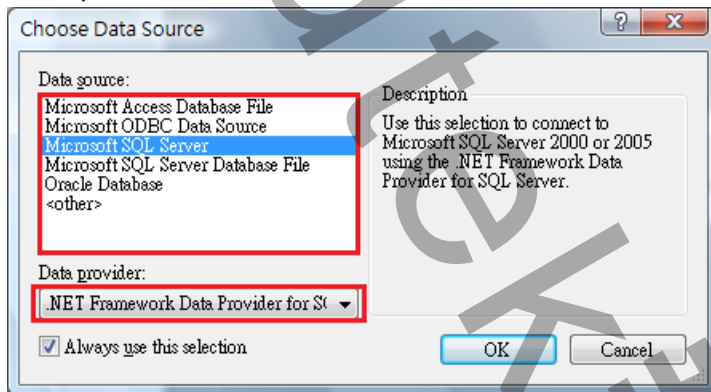 Choose Data Source
Data source:
Microsoft Access Database File
Microsoft ODBC Data Source
Microsoft SQL Server
Microsoft SQL Server Database File
Oracle Database
<other>
Description
Use this selection to connect to
Microsoft SQL Server 2000 or 2005
using the .NET Framework Data
Provider for SQL Server.
Data provider:
.NET Framework Data Provider for
Always use this selection
OK
Cancel